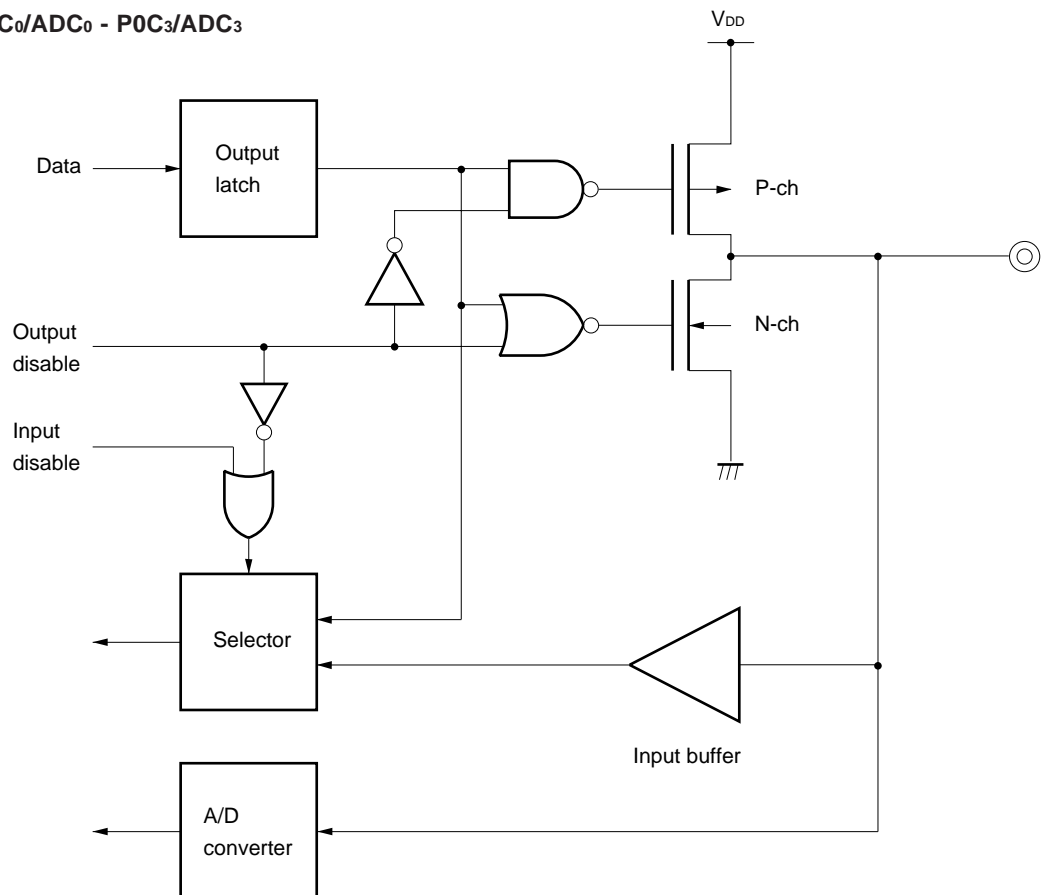 C₀/ADC₀ - P0C₃/ADC₃
VDD
Data
Output
latch
P-ch
Output
disable
N-ch
Input
disable
Selector
Input buffer
A/D
converter